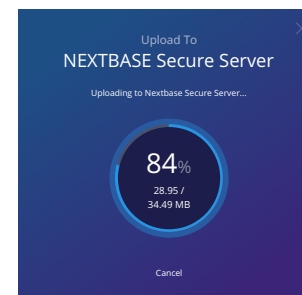 Upload To
NEXTBASE Secure Server
Uploading to Nextbase Secure Server...
84%
28.95 /
34.49 MB
Cancel